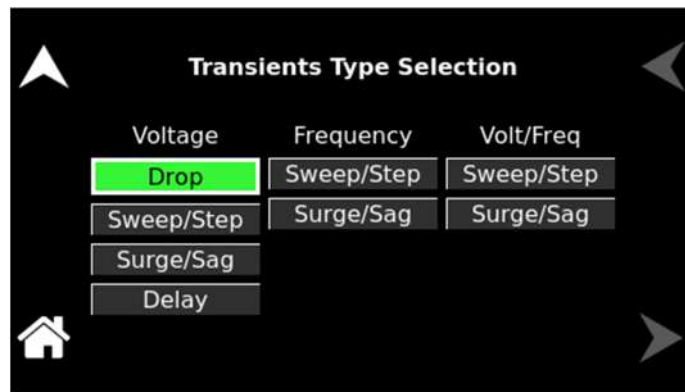 Transients Type Selection
Voltage Frequency Volt/Freq
Drop Sweep/Step Sweep/Step
Sweep/Step Surge/Sag Surge/Sag
Surge/Sag
Delay